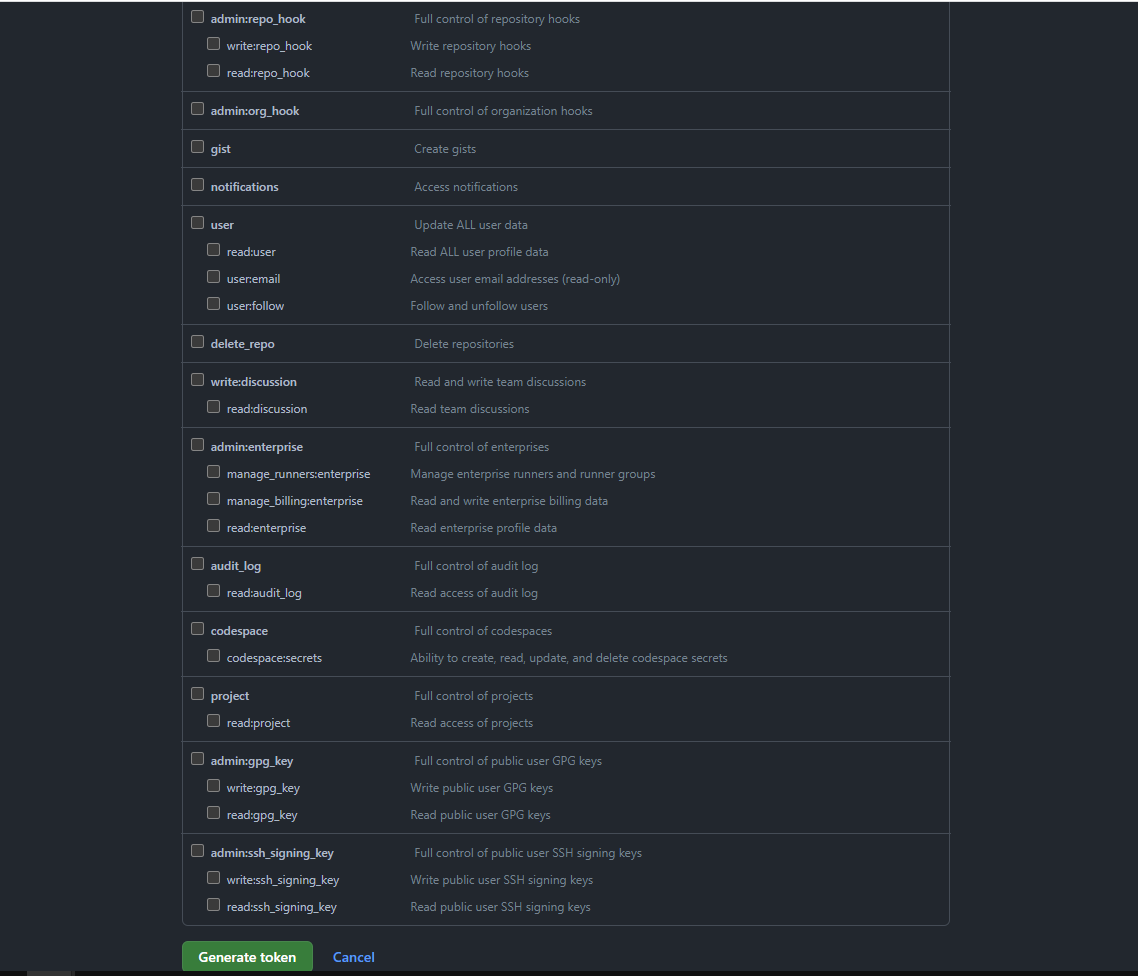 admin:repo_hook Full control of repository hooks
write:repo_hook Write repository hooks
read:repo_hook Read repository hooks
admin:org_hook Full control of organization hooks
gist Create gists
notifications Access notifications
user Update ALL user data
read:user Read ALL user profile data
user:email Access user email addresses (read-only)
user:follow Follow and unfollow users
delete_repo Delete repositories
write:discussion Read and write team discussions
read:discussion Read team discussions
admin:enterprise Full control of enterprises
manage_runners:enterprise Manage enterprise runners and runner groups
manage_billing:enterprise Read and write enterprise billing data
read:enterprise Read enterprise profile data
audit_log Full control of audit log
read:audit_log Read access of audit log
codespace Full control of codespaces
codespace:secrets Ability to create, read, update, and delete codespace secrets
project Full control of projects
read:project Read access of projects
admin:gpg_key Full control of public user GPG keys
write:gpg_key Write public user GPG keys
read:gpg_key Read public user GPG keys
admin:ssh_signing_key Full control of public user SSH signing keys
write:ssh_signing_key Write public user SSH signing keys
read:ssh_signing_key Read public user SSH signing keys
Generate token Cancel